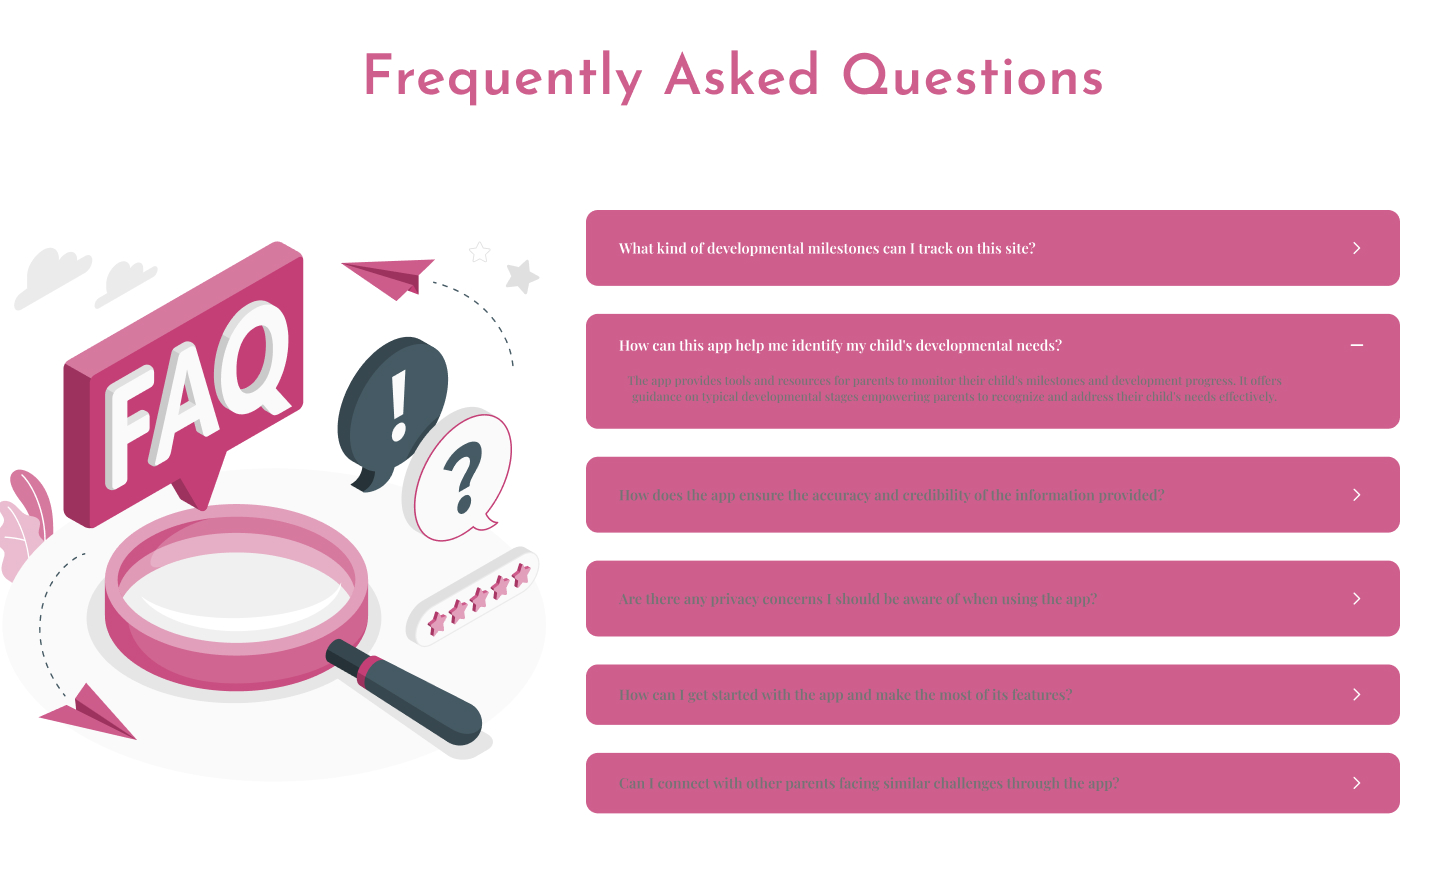 Frequently Asked Questions
FAQ
!
?
What kind of developmental milestones can I track on this site?
How can this app help me identify my child's developmental needs?
The app provides tools and resources for parents to monitor their child's milestones and development progress. It offers
guidance on typical developmental stages empowering parents to recognize and address their child's needs effectively.
How does the app ensure the accuracy and credibility of the information provided?
Are there any privacy concerns I should be aware of when using the app?
How can I get started with the app and make the most of its features?
Can I connect with other parents facing similar challenges through the app?